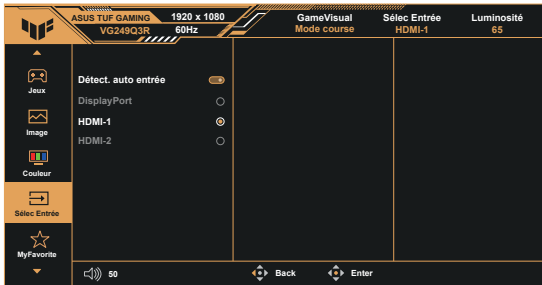 ASUS TUF GAMING 1920 x 1080 GameVisual Sélec Entrée Luminosité
VG249Q3R 60Hz Mode course HDMI-1 65
Jeux
Image
Couleur
Sélec Entrée
MyFavorite
Détect. auto entrée
DisplayPort
HDMI-1
HDMI-2
50 Back Enter